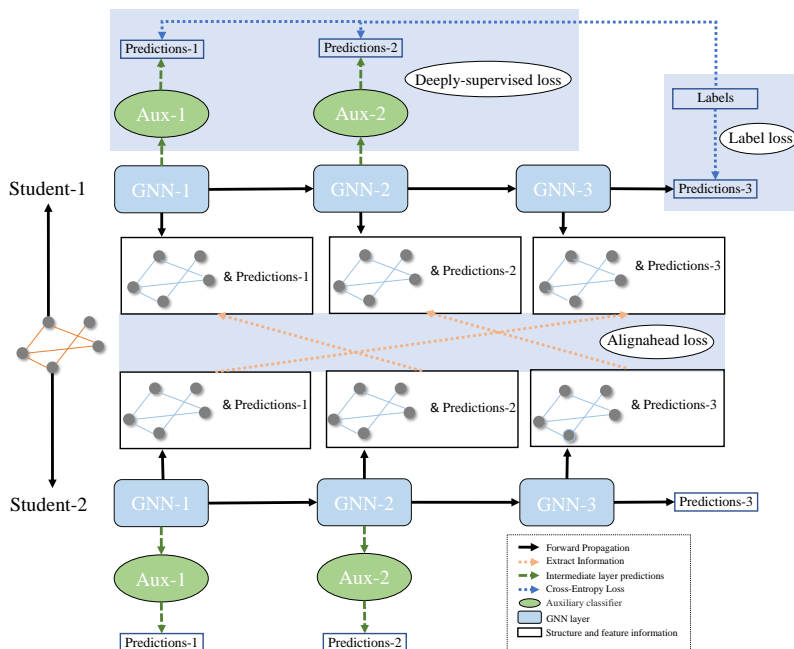 Predictions-1
Predictions-2
Deeply-supervised loss
Aux-1
Aux-2
Labels
Label loss
Student-1
GNN-1
GNN-2
GNN-3
Predictions-3
& Predictions-1
& Predictions-2
& Predictions-3
Alignahead loss
& Predictions-1
& Predictions-2
& Predictions-3
Student-2
GNN-1
GNN-2
GNN-3
Predictions-3
Aux-1
Aux-2
Predictions-1
Predictions-2
Forward Propagation
Extract Information
Intermediate layer predictions
Cross-Entropy Loss
Auxiliary classifier
GNN layer
Structure and feature information